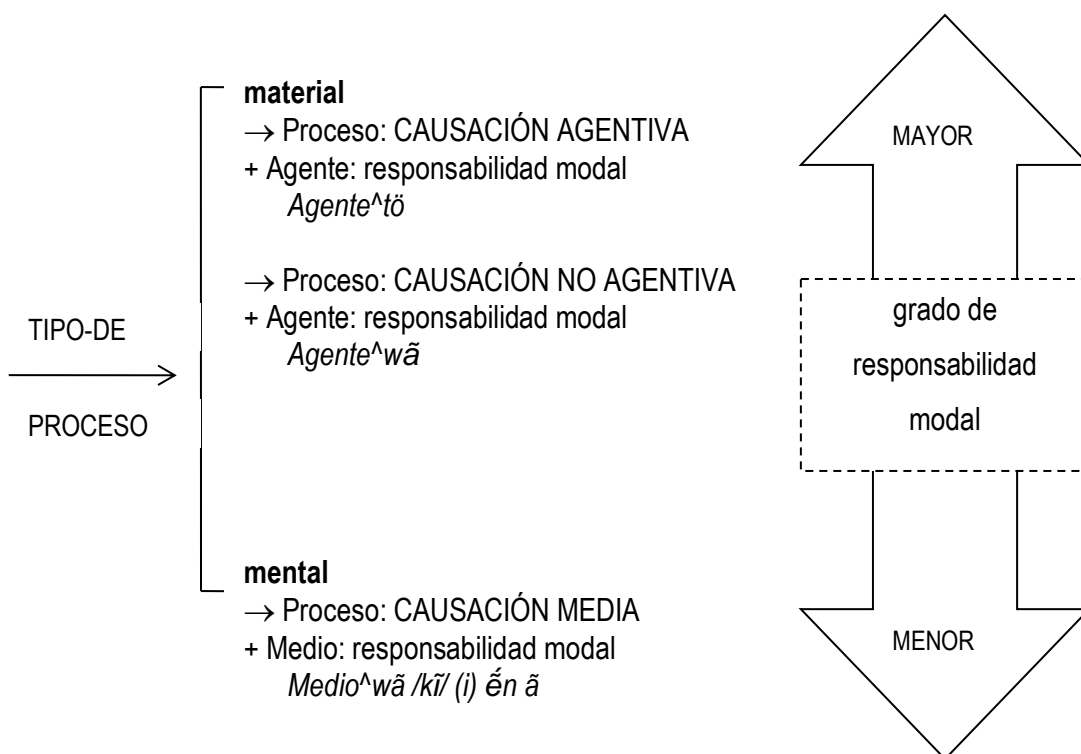 material
→ Proceso: CAUSACIÓN AGENTIVA
+ Agente: responsabilidad modal
Agente^tö
→ Proceso: CAUSACIÓN NO AGENTIVA
+ Agente: responsabilidad modal
Agente^wã
TIPO-DE
PROCESO
mental
→ Proceso: CAUSACIÓN MEDIA
+ Medio: responsabilidad modal
Medio^wã /kĩ/ (i) ẽ́n ã
MAYOR
grado de
responsabilidad
modal
MENOR